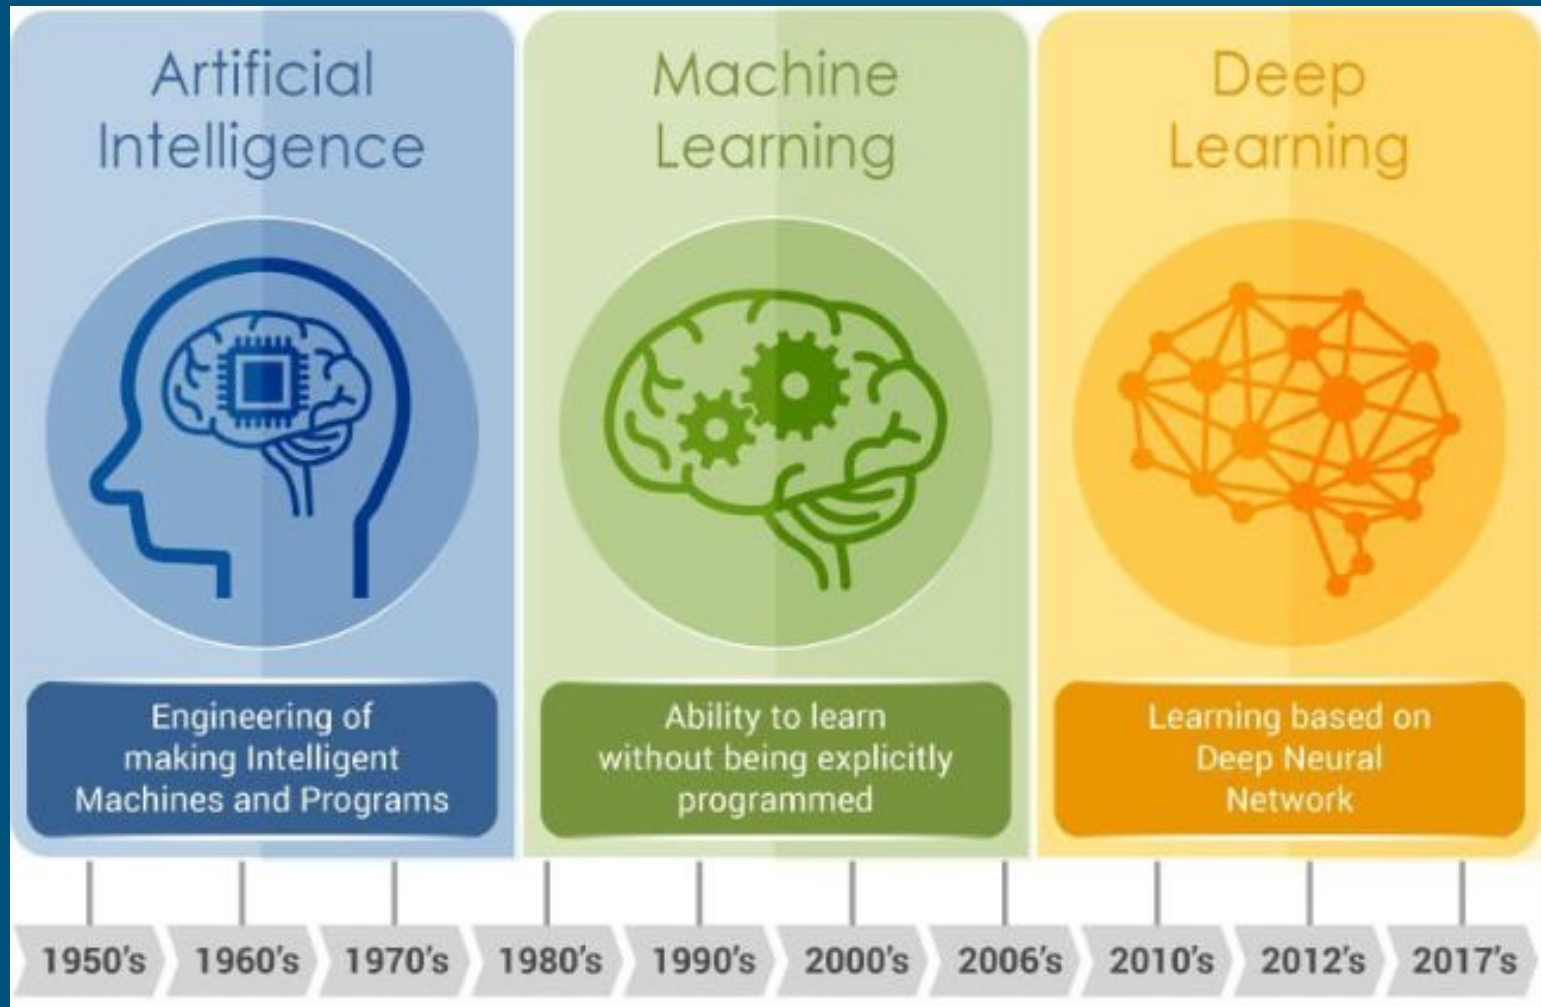 Artificial
Intelligence
Machine
Learning
Deep
Learning
Engineering of
making Intelligent
Machines and Programs
Ability to learn
without being explicitly
programmed
Learning based on
Deep Neural
Network
1950's 1960's 1970's 1980's 1990's 2000's 2006's 2010's 2012's 2017's